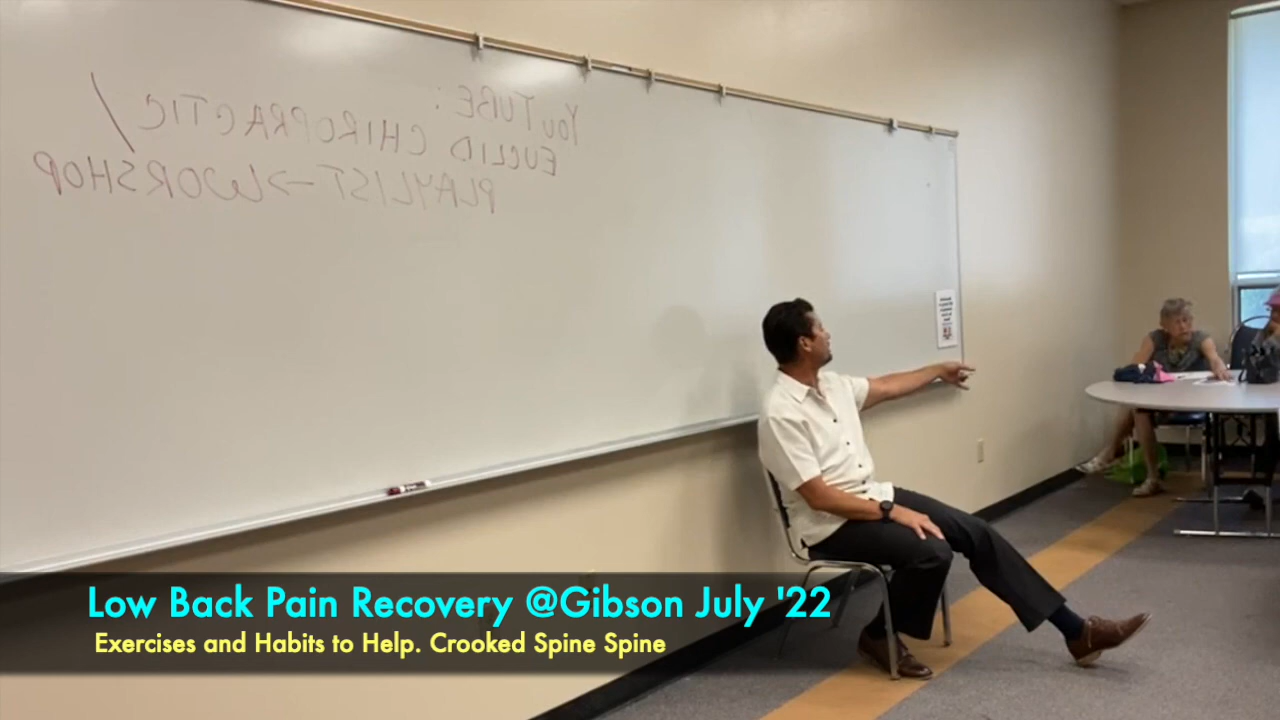 YOUTUBE:
EUCLID CHIROPRACTIC /
PLAYLIST -> WORSHOP
Low Back Pain Recovery @Gibson July '22
Exercises and Habits to Help. Crooked Spine Spine